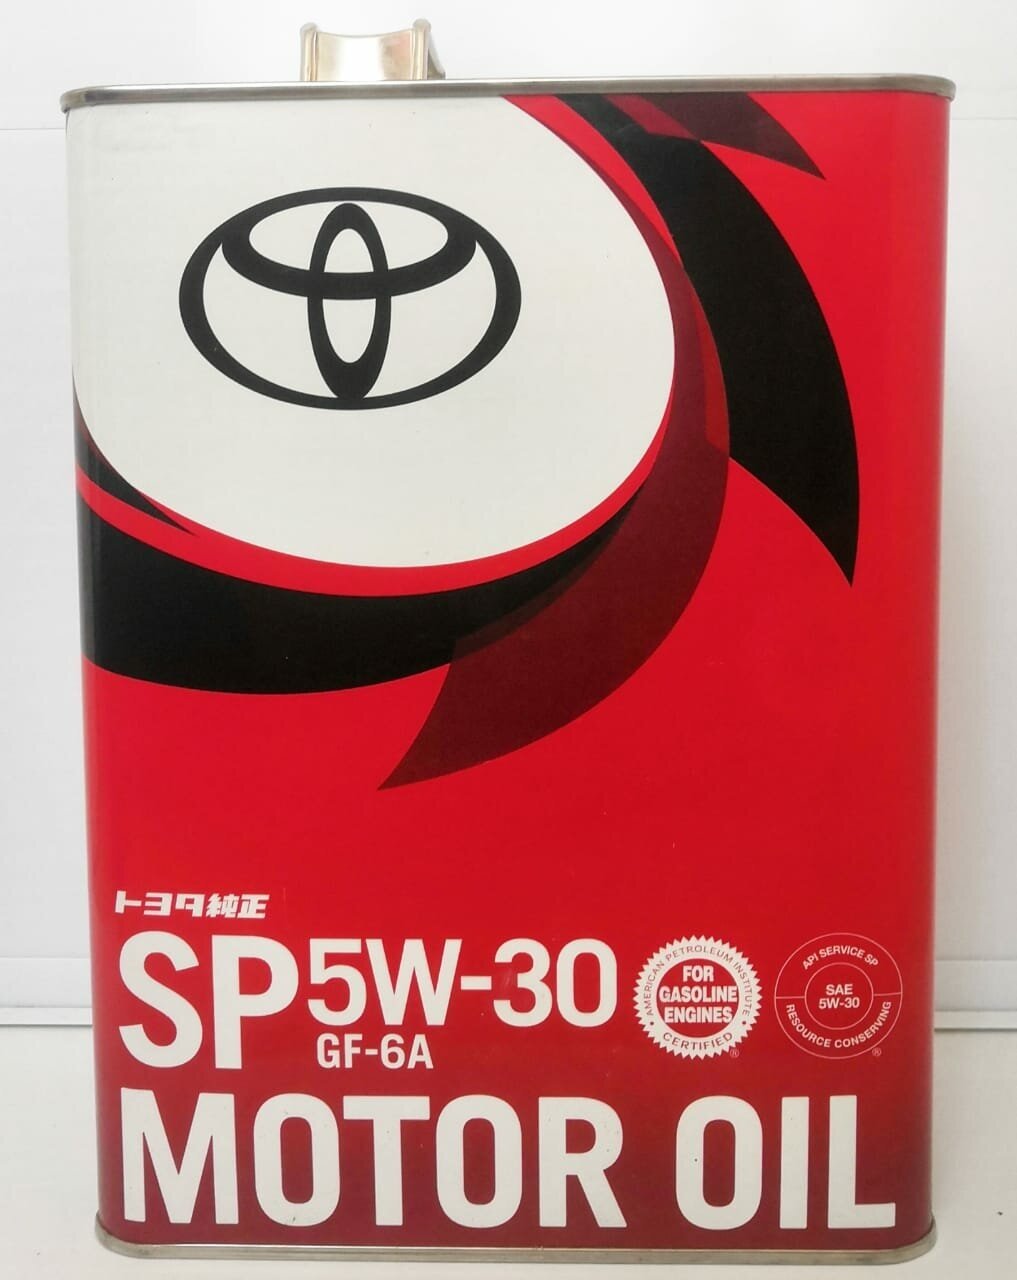 トヨタ純正
SP 5W-30
GF-6A
AMERICAN PETROLEUM INSTITUTE
FOR
GASOLINE
ENGINES
CERTIFIED
®
API SERVICE SP
SAE
5W-30
RESOURCE CONSERVING
®
MOTOR OIL